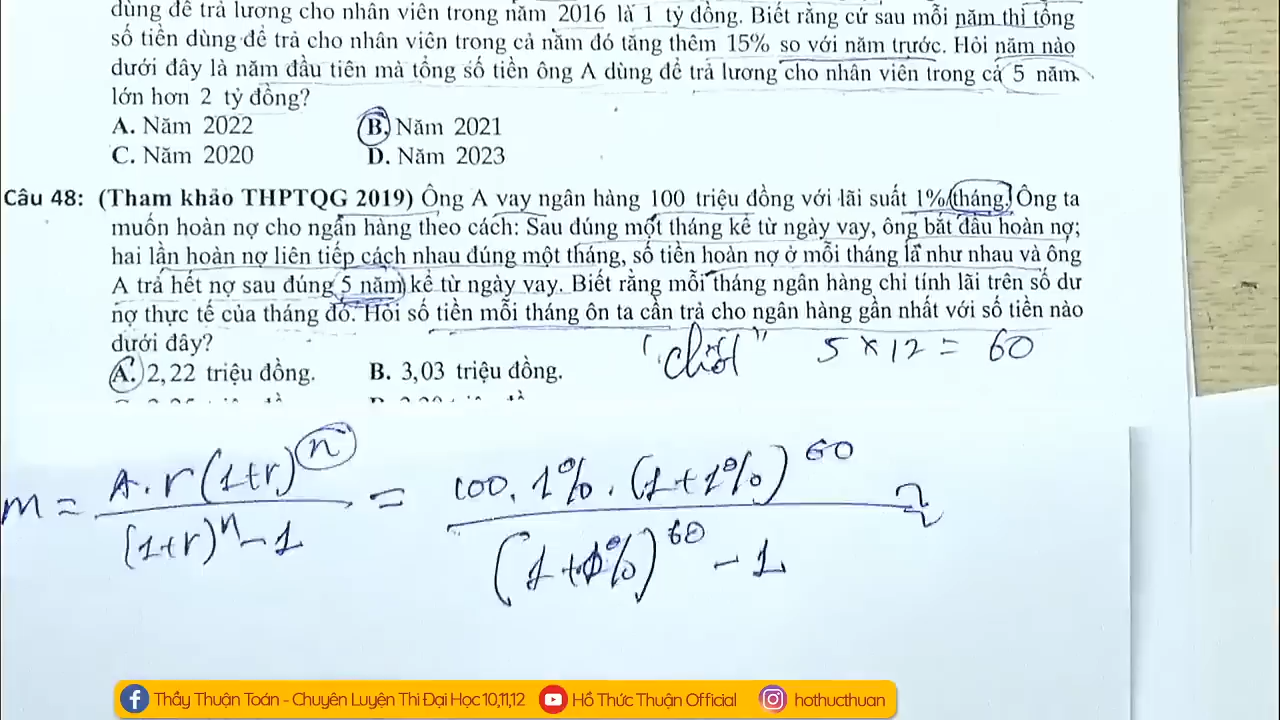 dùng để trả lương cho nhân viên trong năm 2016 là 1 tỷ đồng. Biết rằng cứ sau mỗi năm thì tổng
số tiền dùng để trả cho nhân viên trong cả năm đó tăng thêm 15% so với năm trước. Hỏi năm nào
dưới đây là năm đầu tiên mà tổng số tiền ông A dùng để trả lương cho nhân viên trong cả 5 năm
lớn hơn 2 tỷ đồng?
A. Năm 2022 B. Năm 2021
C. Năm 2020 D. Năm 2023
Câu 48: (Tham khảo THPTQG 2019) Ông A vay ngân hàng 100 triệu đồng với lãi suất 1%/tháng. Ông ta
muốn hoàn nợ cho ngân hàng theo cách: Sau đúng một tháng kể từ ngày vay, ông bắt đầu hoàn nợ;
hai lần hoàn nợ liên tiếp cách nhau đúng một tháng, số tiền hoàn nợ ở mỗi tháng là như nhau và ông
A trả hết nợ sau đúng 5 năm kể từ ngày vay. Biết rằng mỗi tháng ngân hàng chỉ tính lãi trên số dư
nợ thực tế của tháng đó. Hỏi số tiền mỗi tháng ôn ta cần trả cho ngân hàng gần nhất với số tiền nào
dưới đây?
"chốt" 5 × 12 = 60
A. 2,22 triệu đồng. B. 3,03 triệu đồng.
m = A.r(1+r)^n / (1+r)^n - 1 = 100.1%.(1+1%)^60 / (1+1%)^60 - 1 ≈
Thầy Thuận Toán - Chuyên Luyện Thi Đại Học 10,11,12 Hồ Thức Thuận Official hothucthuan